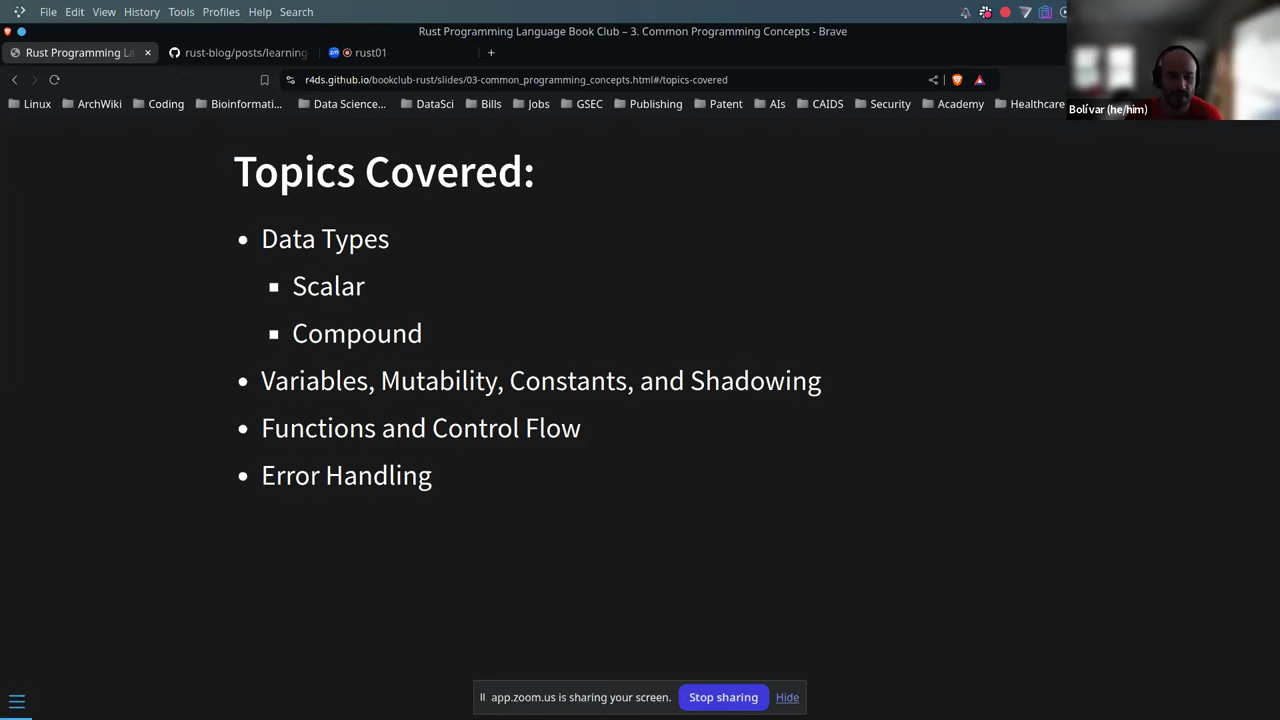 File Edit View History Tools Profiles Help Search
Rust Programming Language Book Club – 3. Common Programming Concepts - Brave
Rust Programming La
rust-blog/posts/learning
zm rust01
r4ds.github.io/bookclub-rust/slides/03-common_programming_concepts.html#/topics-covered
Linux ArchWiki Coding Bioinformati... Data Science... DataSci Bills Jobs GSEC Publishing Patent AIs CAIDS Security Academy Healthcare
Bolívar (he/him)
Topics Covered:
Data Types
Scalar
Compound
Variables, Mutability, Constants, and Shadowing
Functions and Control Flow
Error Handling
app.zoom.us is sharing your screen. Stop sharing Hide